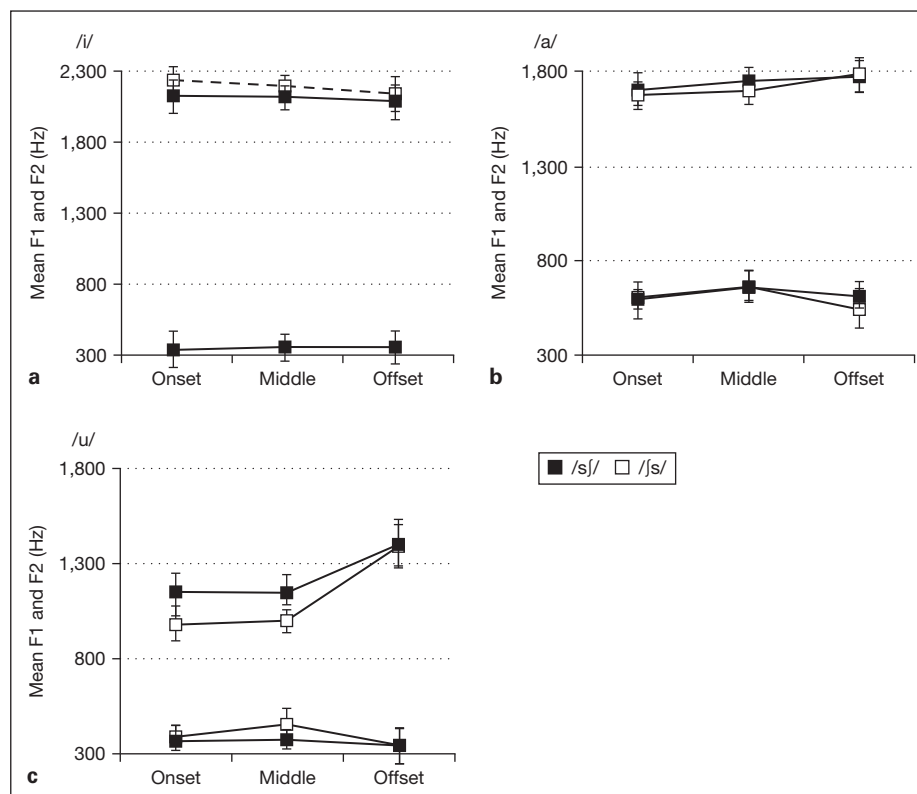 /i/
2,300
1,800
1,300
800
300
Mean F1 and F2 (Hz)
Onset Middle Offset
a
/a/
1,800
1,300
800
300
Mean F1 and F2 (Hz)
Onset Middle Offset
b
/u/
1,800
1,300
800
300
Mean F1 and F2 (Hz)
Onset Middle Offset
c
/sʃ/ /ʃs/